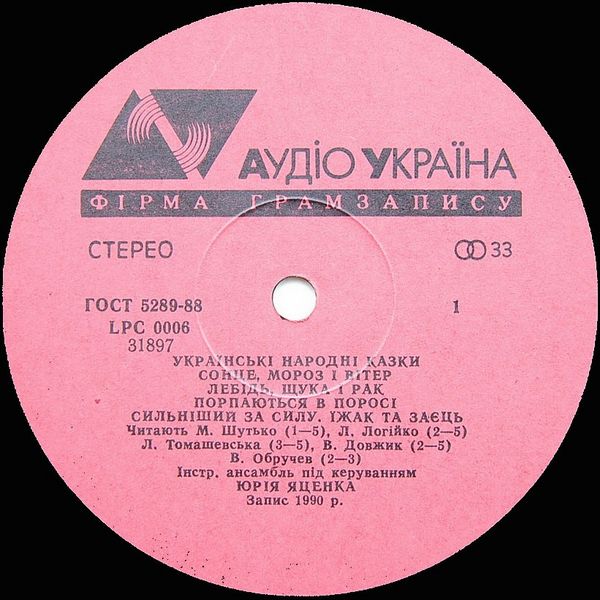 АУДІО УКРАЇНА
ФІРМА ГРАМЗАПИСУ
СТЕРЕО
33
ГОСТ 5289-88
1
LPC 0006
31897
УКРАЇНСЬКІ НАРОДНІ КАЗКИ
СОНЦЕ, МОРОЗ І ВІТЕР
ЛЕБІДЬ, ЩУКА І РАК
ПОРПАЮТЬСЯ В ПОРОСІ
СИЛЬНІШИЙ ЗА СИЛУ. ЇЖАК ТА ЗАЄЦЬ
Читають М. Шутько (1—5), Л. Логійко (2—5)
Л. Томашевська (3—5), В. Довжик (2—5)
В. Обручев (2—3)
Інстр. ансамбль під керуванням
ЮРІЯ ЯЦЕНКА
Запис 1990 р.